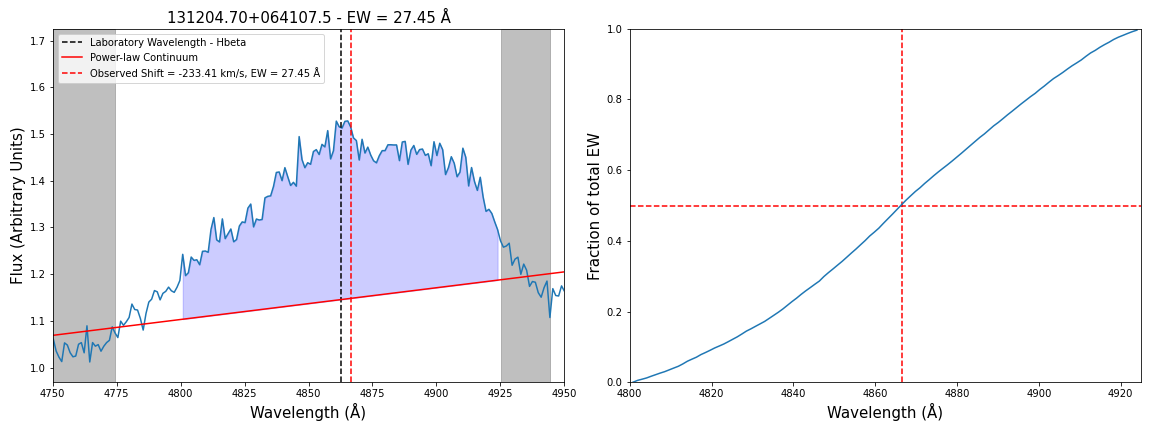 131204.70+064107.5 - EW = 27.45 Å
Laboratory Wavelength - Hbeta
Power-law Continuum
Observed Shift = -233.41 km/s, EW = 27.45 Å
Flux (Arbitrary Units)
1.7
1.6
1.5
1.4
1.3
1.2
1.1
1.0
4750 4775 4800 4825 4850 4875 4900 4925 4950
Wavelength (Å)
Fraction of total EW
1.0
0.8
0.6
0.4
0.2
0.0
4800 4820 4840 4860 4880 4900 4920
Wavelength (Å)